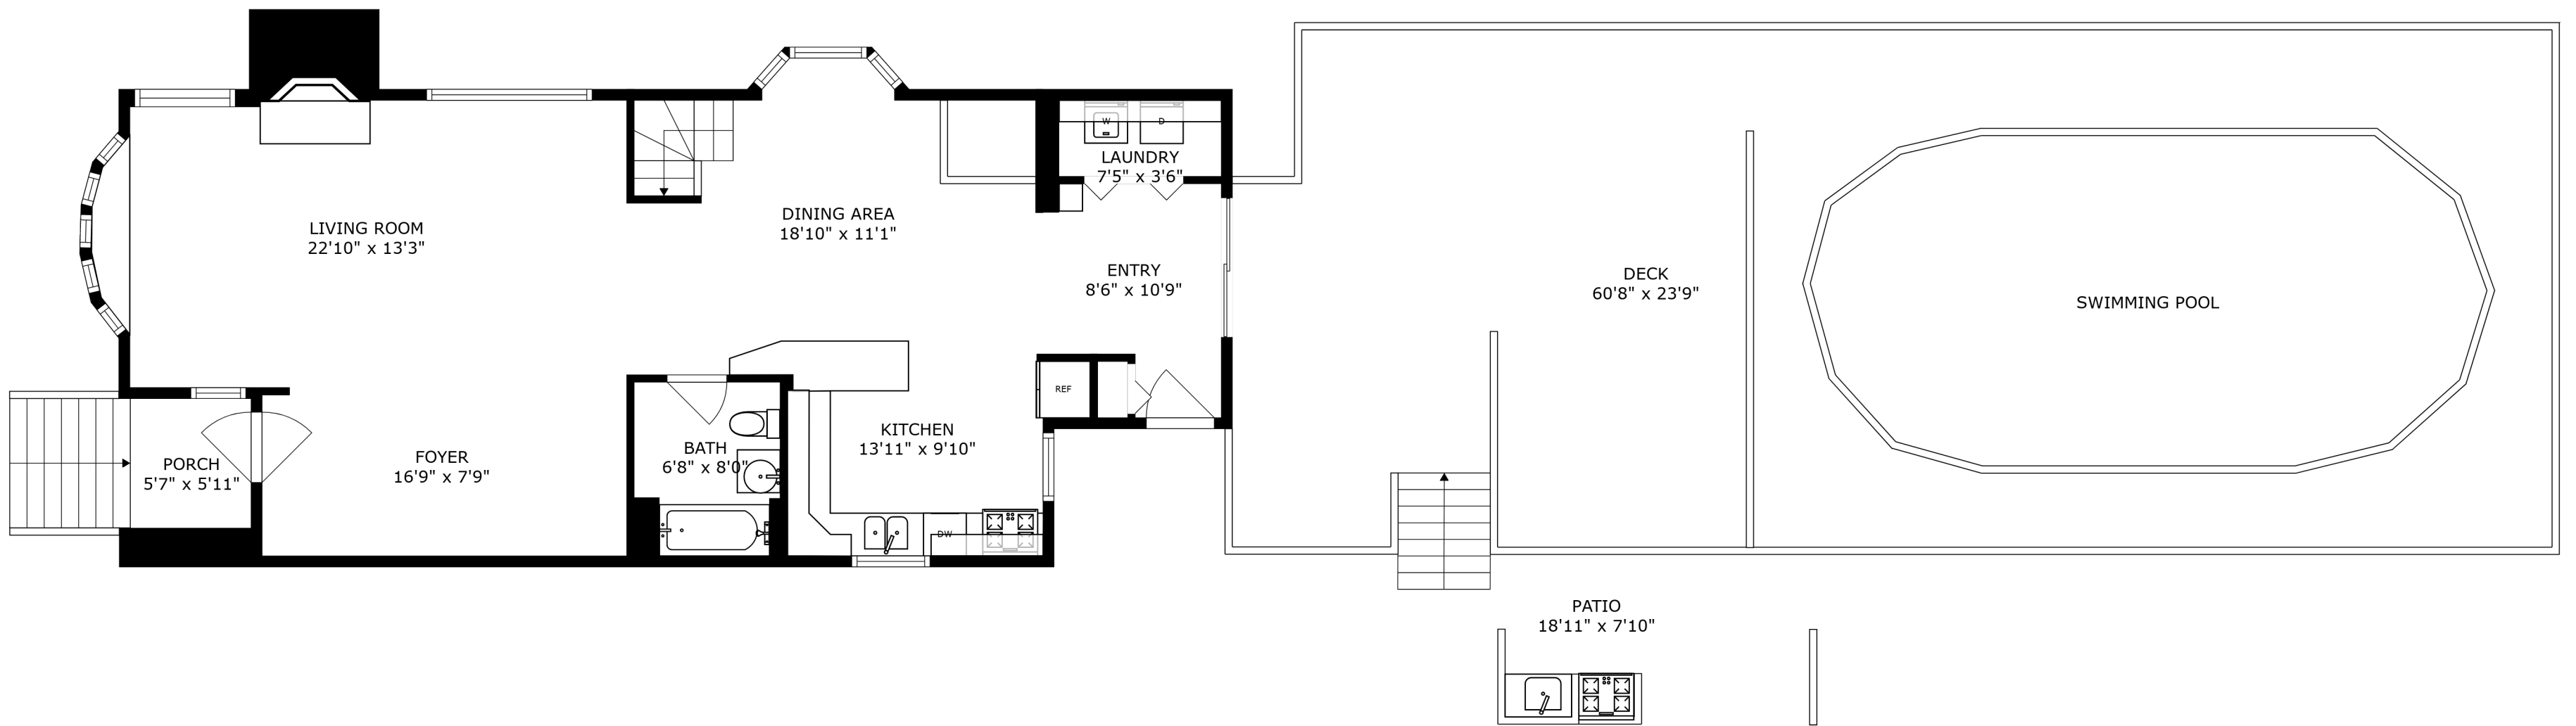 LIVING ROOM
22'10" x 13'3"
PORCH
5'7" x 5'11"
FOYER
16'9" x 7'9"
BATH
6'8" x 8'0"
DINING AREA
18'10" x 11'1"
KITCHEN
13'11" x 9'10"
DW
REF
W
D
LAUNDRY
7'5" x 3'6"
ENTRY
8'6" x 10'9"
DECK
60'8" x 23'9"
SWIMMING POOL
PATIO
18'11" x 7'10"